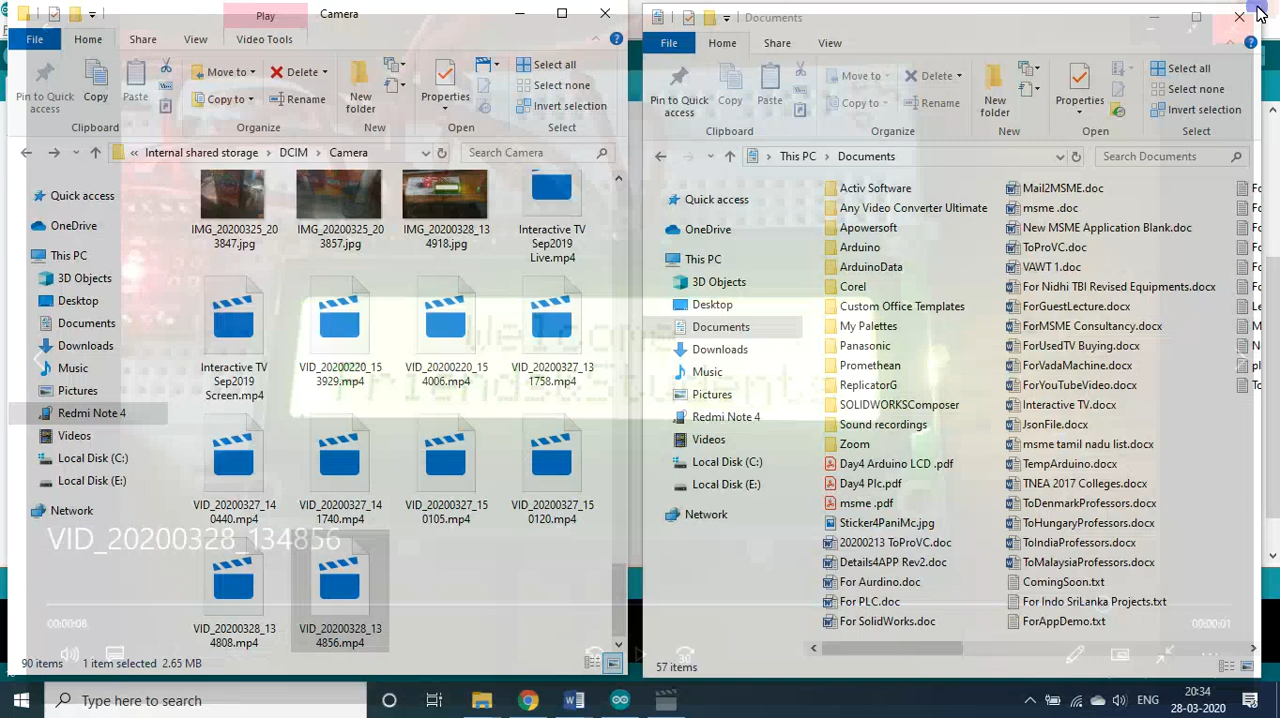 Play
Camera
File
Home
Share
View
Video Tools
Pin to Quick access
Copy
Paste
Move to
Copy to
Delete
Rename
New folder
Properties
Select all
Select none
Invert selection
Clipboard
Organize
New
Open
Select
« Internal shared storage > DCIM > Camera
Search Camera
Quick access
OneDrive
This PC
3D Objects
Desktop
Documents
Downloads
Music
Pictures
Redmi Note 4
Videos
Local Disk (C:)
Local Disk (E:)
Network
IMG_20200325_203847.jpg
IMG_20200325_203857.jpg
IMG_20200328_134918.jpg
Interactive TV Sep2019 Live.mp4
Interactive TV Sep2019 Screen.mp4
VID_20200220_153929.mp4
VID_20200220_154006.mp4
VID_20200327_131758.mp4
VID_20200327_140440.mp4
VID_20200327_141740.mp4
VID_20200327_150105.mp4
VID_20200327_150120.mp4
VID_20200328_134808.mp4
VID_20200328_134856.mp4
90 items
1 item selected 2.65 MB
Documents
File
Home
Share
View
Pin to Quick access
Copy
Paste
Move to
Copy to
Delete
Rename
New folder
Properties
Select all
Select none
Invert selection
Clipboard
Organize
New
Open
Select
> This PC > Documents
Search Documents
Quick access
OneDrive
This PC
3D Objects
Desktop
Documents
Downloads
Music
Pictures
Redmi Note 4
Videos
Local Disk (C:)
Local Disk (E:)
Network
Activ Software
Any Video Converter Ultimate
Apowersoft
Arduino
ArduinoData
Corel
Custom Office Templates
My Palettes
Panasonic
Promethean
ReplicatorG
SOLIDWORKSComposer
Sound recordings
Zoom
Day4 Arduino LCD .pdf
Day4 Plc.pdf
msme .pdf
Sticker4PaniMc.jpg
20200213 ToProVC.doc
Details4APP Rev2.doc
For Aurdino.doc
For PLC.doc
For SolidWorks.doc
Mail2MSME.doc
msme .doc
New MSME Application Blank.doc
ToProVC.doc
VAWT 1.doc
For Nidhi TBI Revised Equipments.docx
ForGuestLecture.docx
ForMSME Consultancy.docx
ForUsedTV Buying.docx
ForVadaMachine.docx
ForYouTubeVideo.docx
Interactive TV.docx
JsonFile.docx
msme tamil nadu list.docx
TempArduino.docx
TNEA 2017 Colleges.docx
ToDenmarkProfessors.docx
ToHungaryProfessors.docx
ToIndiaProfessors.docx
ToMalaysiaProfessors.docx
ComingSoon.txt
For Indo SriLanka Projects.txt
ForAppDemo.txt
57 items
Welcome
Friends&Students
VID_20200328_134856
00:00:08
00:00:01
Type here to search
ENG
20:34
28-03-2020